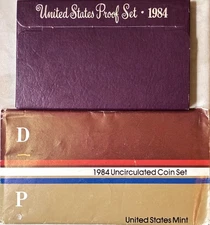 United States Proof Set • 1984
D
1984 Uncirculated Coin Set
P
United States Mint